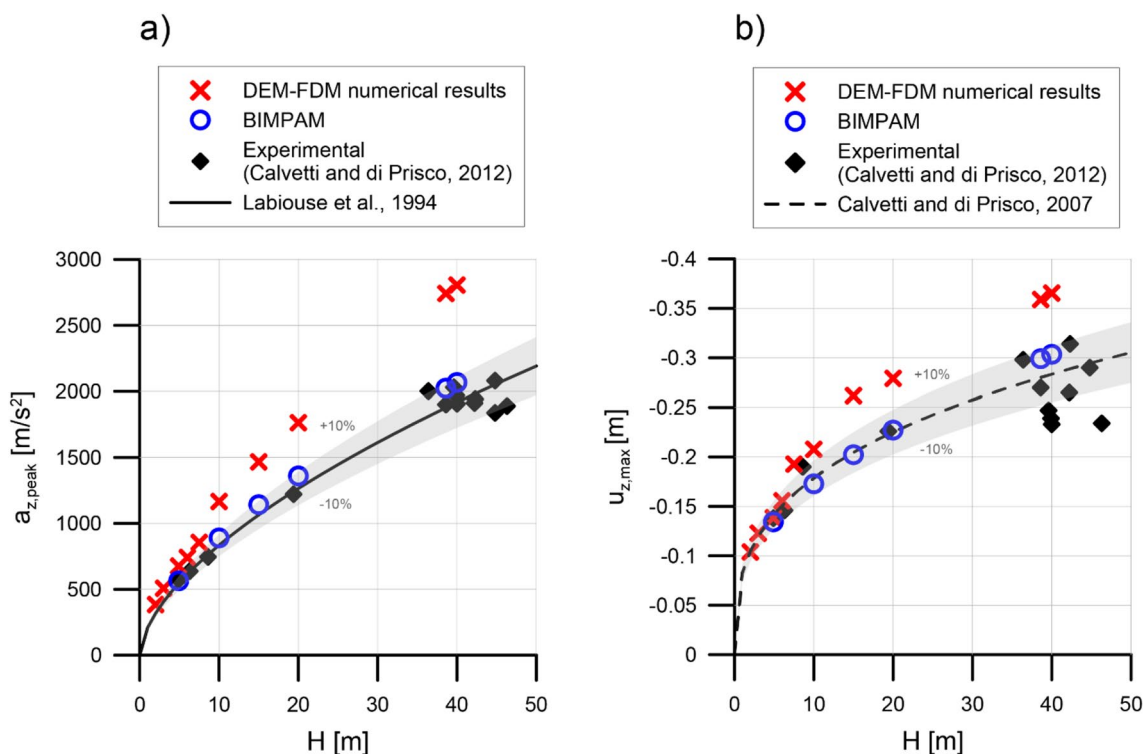 a)
DEM-FDM numerical results
BIMPAM
Experimental
(Calvetti and di Prisco, 2012)
Labiouse et al., 1994
3000
2500
2000
1500
1000
500
0
a_z,peak [m/s²]
+10%
-10%
0 10 20 30 40 50
H [m]
b)
DEM-FDM numerical results
BIMPAM
Experimental
(Calvetti and di Prisco, 2012)
Calvetti and di Prisco, 2007
-0.4
-0.35
-0.3
-0.25
-0.2
-0.15
-0.1
-0.05
0
u_z,max [m]
+10%
-10%
0 10 20 30 40 50
H [m]